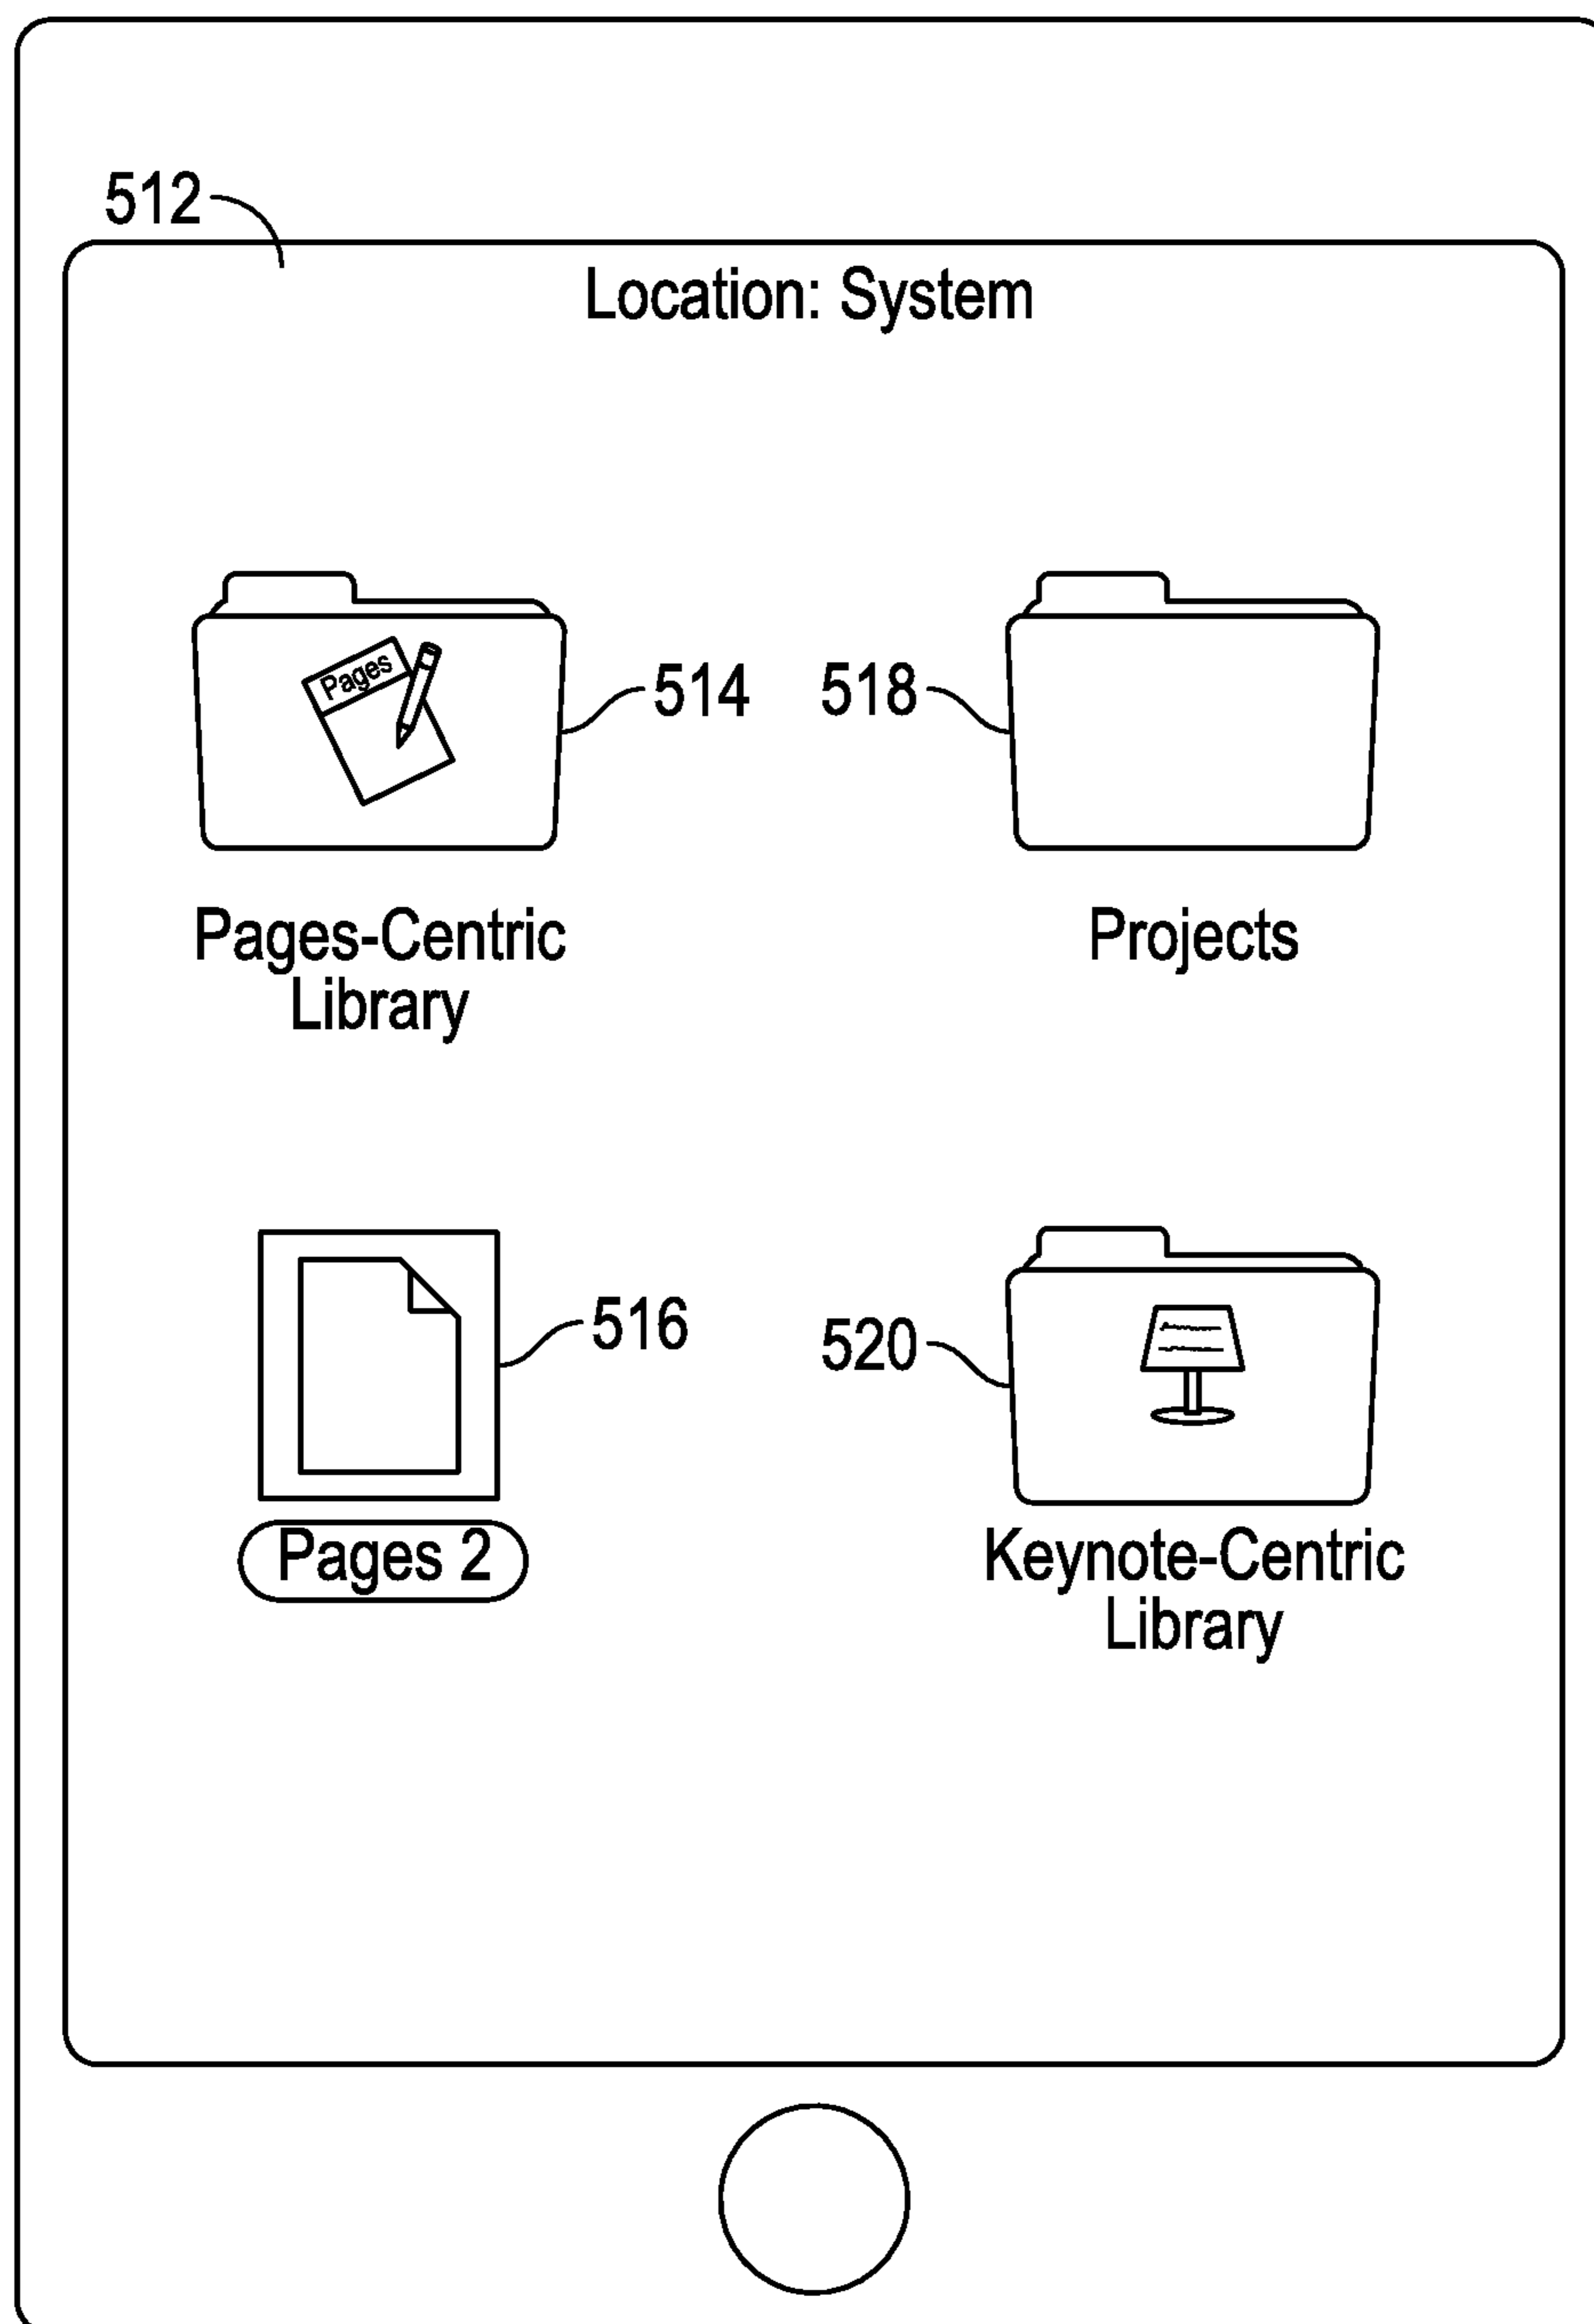 512
Location: System
Pages
514
518
Pages-Centric
Library
Projects
516
520
Pages 2
Keynote-Centric
Library